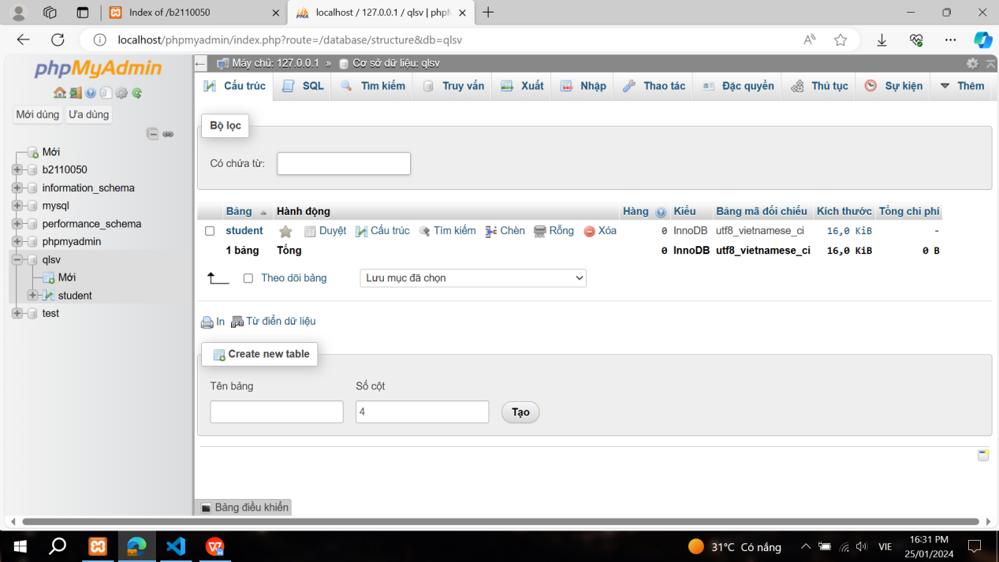 Index of /b2110050
localhost / 127.0.0.1 / qlsv | phpM
localhost/phpmyadmin/index.php?route=/database/structure&db=qlsv
phpMyAdmin
Mới dùng Ưa dùng
Mới
b2110050
information_schema
mysql
performance_schema
phpmyadmin
qlsv
Mới
student
test
Máy chủ: 127.0.0.1 » Cơ sở dữ liệu: qlsv
Cấu trúc SQL Tìm kiếm Truy vấn Xuất Nhập Thao tác Đặc quyền Thủ tục Sự kiện Thêm
Bộ lọc
Có chứa từ:
Bảng Hành động Hàng Kiểu Bảng mã đối chiếu Kích thước Tổng chi phí
student Duyệt Cấu trúc Tìm kiếm Chèn Rỗng Xóa 0 InnoDB utf8_vietnamese_ci 16,0 KiB -
1 bảng Tổng 0 InnoDB utf8_vietnamese_ci 16,0 KiB 0 B
Theo dõi bảng Lưu mục đã chọn
In Từ điển dữ liệu
Create new table
Tên bảng Số cột
4 Tạo
Bảng điều khiển
31°C Có nắng VIE 16:31 PM
25/01/2024